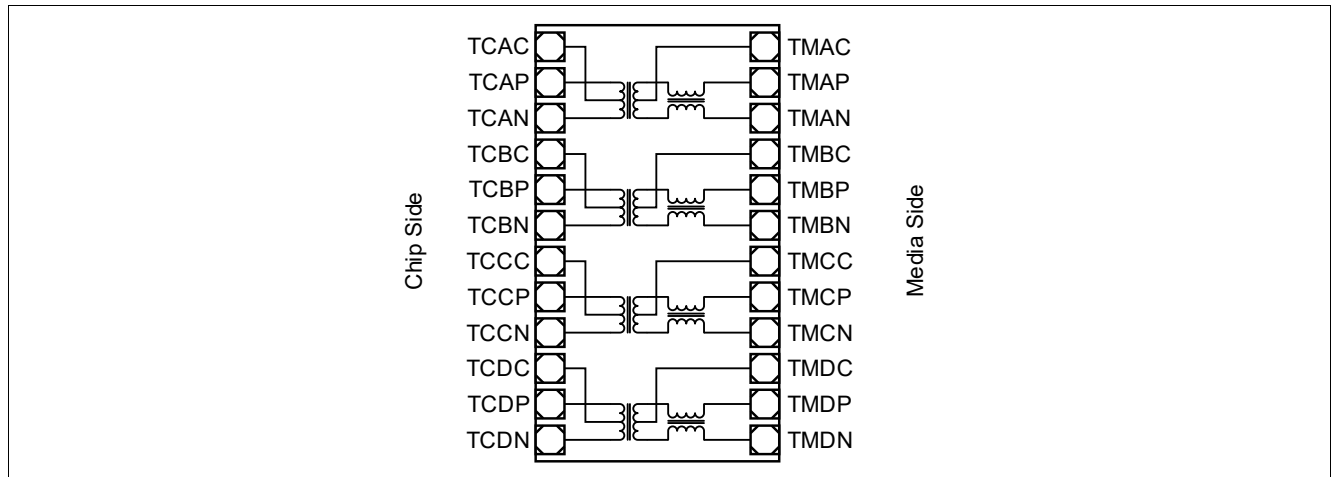 TCAC
TCAP
TCAN
TCBC
TCBP
TCBN
TCCC
TCCP
TCCN
TCDC
TCDP
TCDN
Chip Side
TMAC
TMAP
TMAN
TMBC
TMBP
TMBN
TMCC
TMCP
TMCN
TMDC
TMDP
TMDN
Media Side